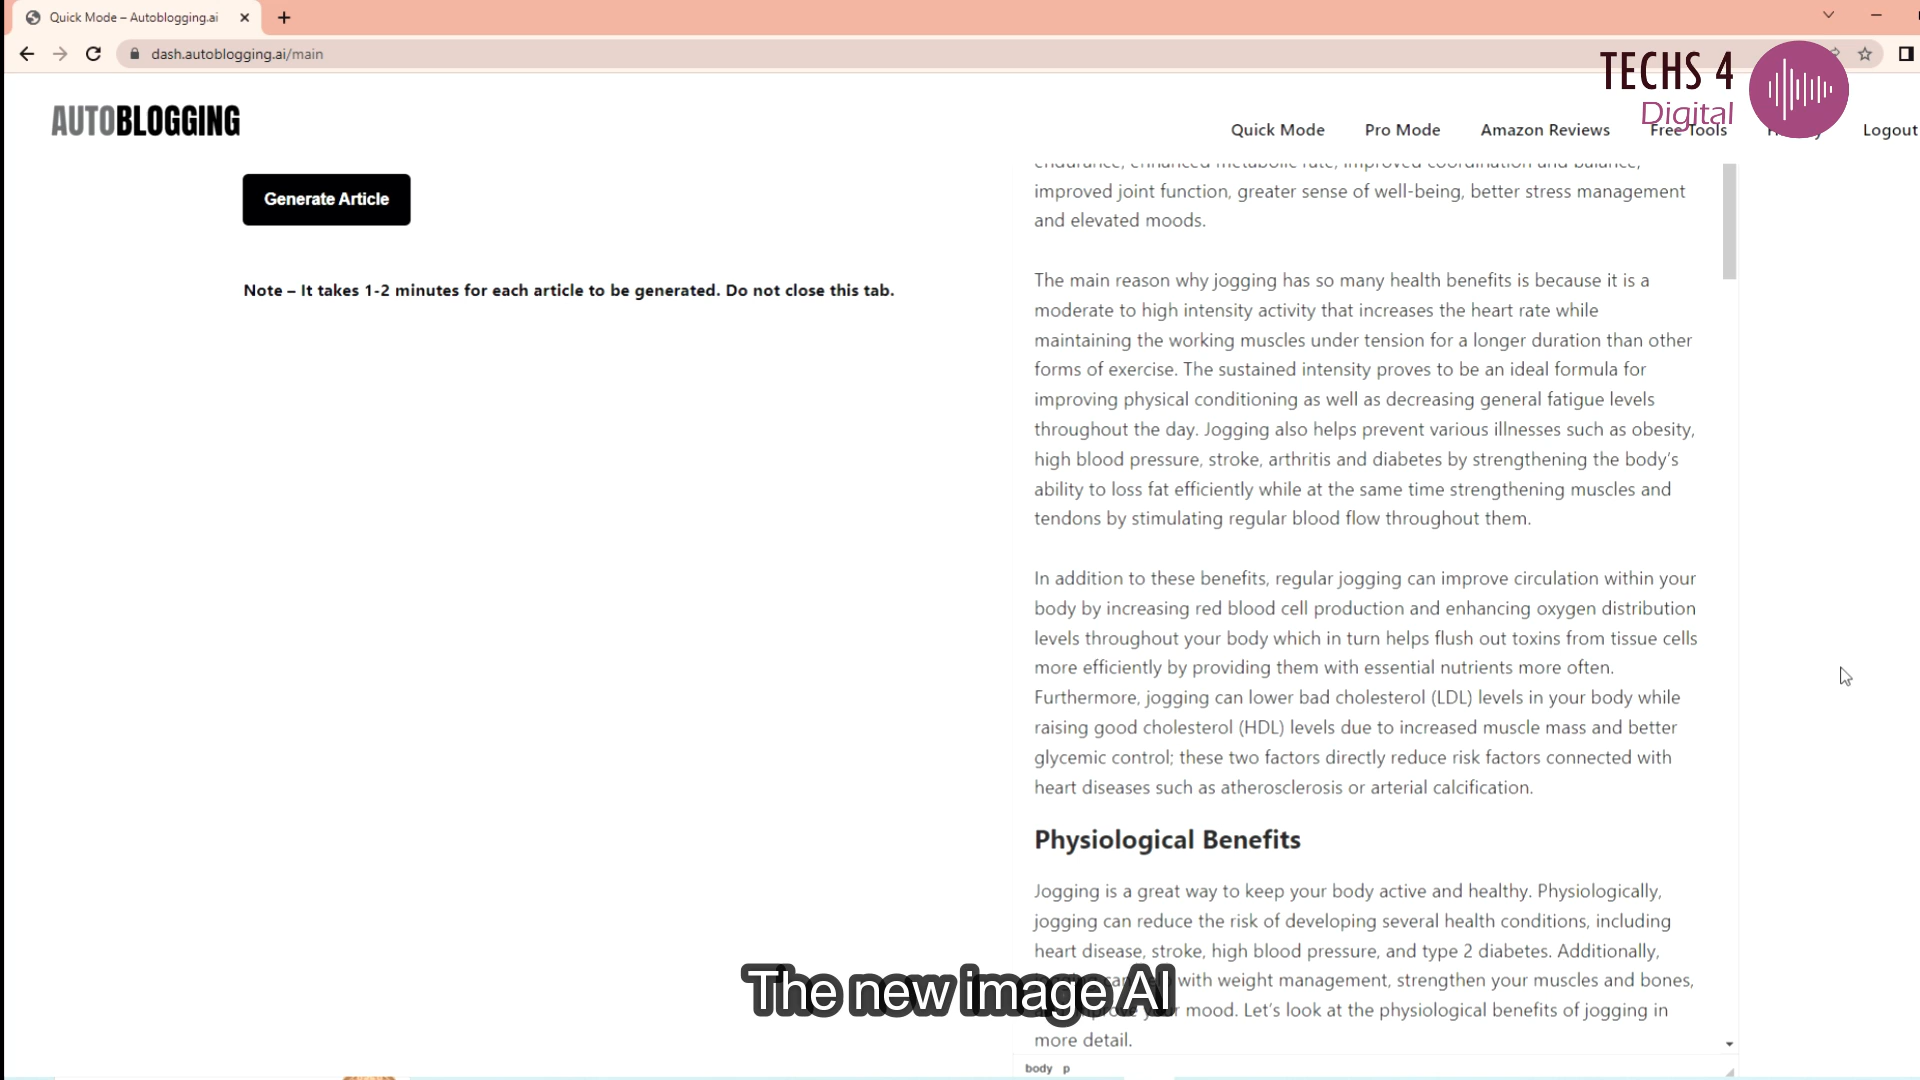 Quick Mode – Autoblogging.ai
dash.autoblogging.ai/main
TECHS 4
Digital
AUTOBLOGGING
Quick Mode
Pro Mode
Amazon Reviews
Free Tools
Logout
Generate Article
Note – It takes 1-2 minutes for each article to be generated. Do not close this tab.
endurance, enhanced metabolic rate, improved coordination and balance,
improved joint function, greater sense of well-being, better stress management
and elevated moods.
The main reason why jogging has so many health benefits is because it is a
moderate to high intensity activity that increases the heart rate while
maintaining the working muscles under tension for a longer duration than other
forms of exercise. The sustained intensity proves to be an ideal formula for
improving physical conditioning as well as decreasing general fatigue levels
throughout the day. Jogging also helps prevent various illnesses such as obesity,
high blood pressure, stroke, arthritis and diabetes by strengthening the body's
ability to loss fat efficiently while at the same time strengthening muscles and
tendons by stimulating regular blood flow throughout them.
In addition to these benefits, regular jogging can improve circulation within your
body by increasing red blood cell production and enhancing oxygen distribution
levels throughout your body which in turn helps flush out toxins from tissue cells
more efficiently by providing them with essential nutrients more often.
Furthermore, jogging can lower bad cholesterol (LDL) levels in your body while
raising good cholesterol (HDL) levels due to increased muscle mass and better
glycemic control; these two factors directly reduce risk factors connected with
heart diseases such as atherosclerosis or arterial calcification.
Physiological Benefits
Jogging is a great way to keep your body active and healthy. Physiologically,
jogging can reduce the risk of developing several health conditions, including
heart disease, stroke, high blood pressure, and type 2 diabetes. Additionally,
with weight management, strengthen your muscles and bones,
mood. Let's look at the physiological benefits of jogging in
more detail.
The new image AI
body p